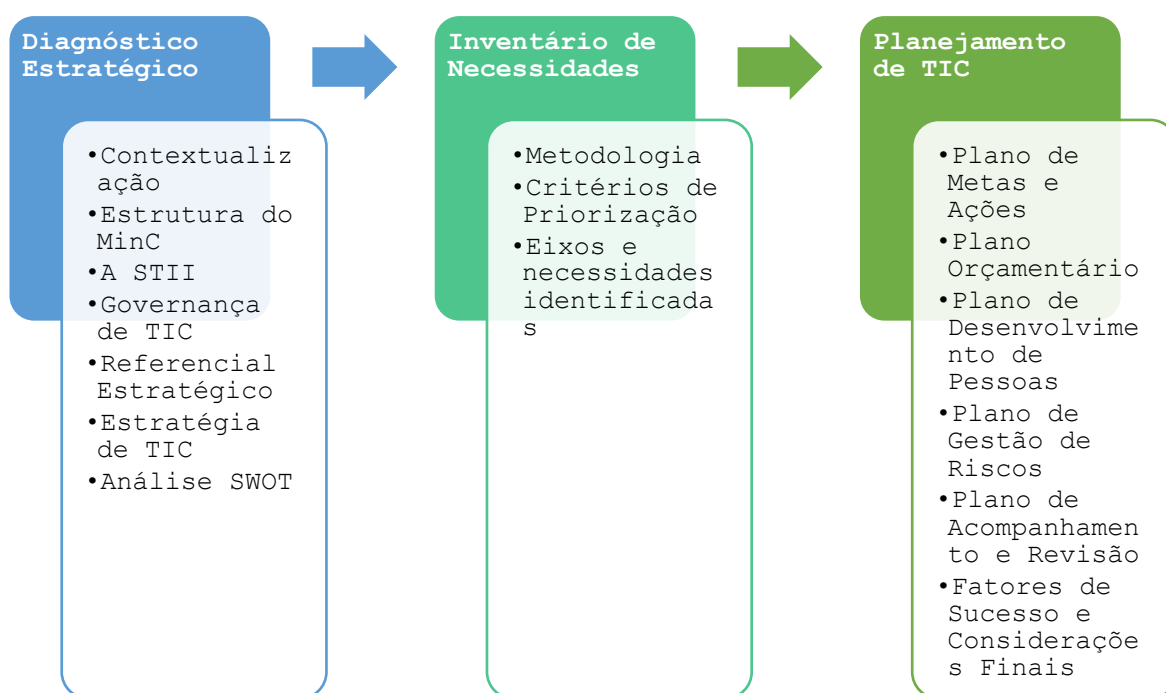 Diagnóstico
Estratégico
•Contextualiz
ação
•Estrutura do
MinC
•A STII
•Governança
de TIC
•Referencial
Estratégico
•Estratégia
de TIC
•Análise SWOT
Inventário de
Necessidades
•Metodologia
•Critérios de
Priorização
•Eixos e
necessidades
identificada
s
Planejamento
de TIC
•Plano de
Metas e
Ações
•Plano
Orçamentário
•Plano de
Desenvolvime
nto de
Pessoas
•Plano de
Gestão de
Riscos
•Plano de
Acompanhamen
to e Revisão
•Fatores de
Sucesso e
Consideraçõe
s Finais